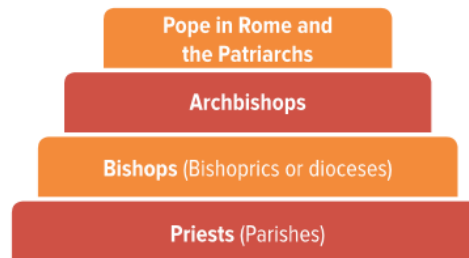 Pope in Rome and
the Patriarchs
Archbishops
Bishops (Bishoprics or dioceses)
Priests (Parishes)